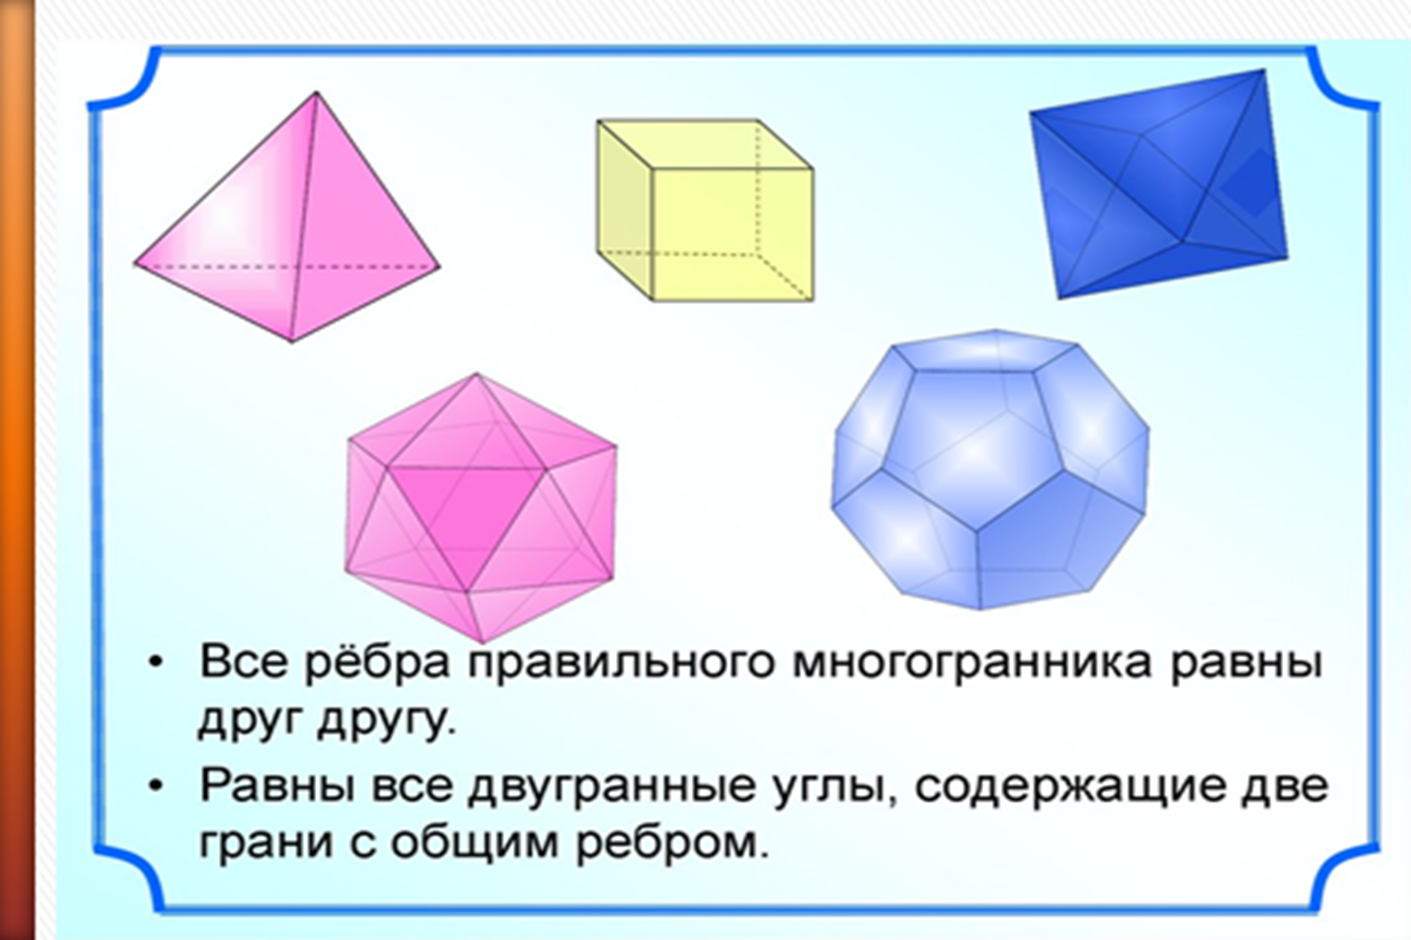 • Все рёбра правильного многогранника равны
друг другу.
• Равны все двугранные углы, содержащие две
грани с общим ребром.